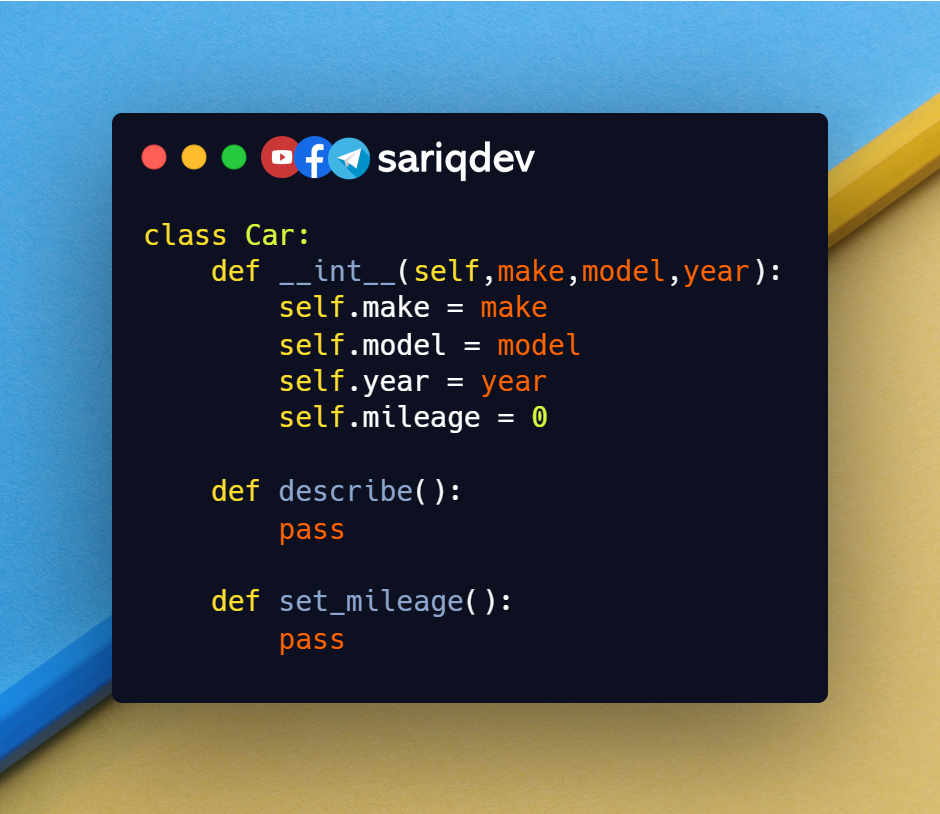 sariqdev
class Car:
    def __int__(self,make,model,year):
        self.make = make
        self.model = model
        self.year = year
        self.mileage = 0

    def describe():
        pass

    def set_mileage():
        pass